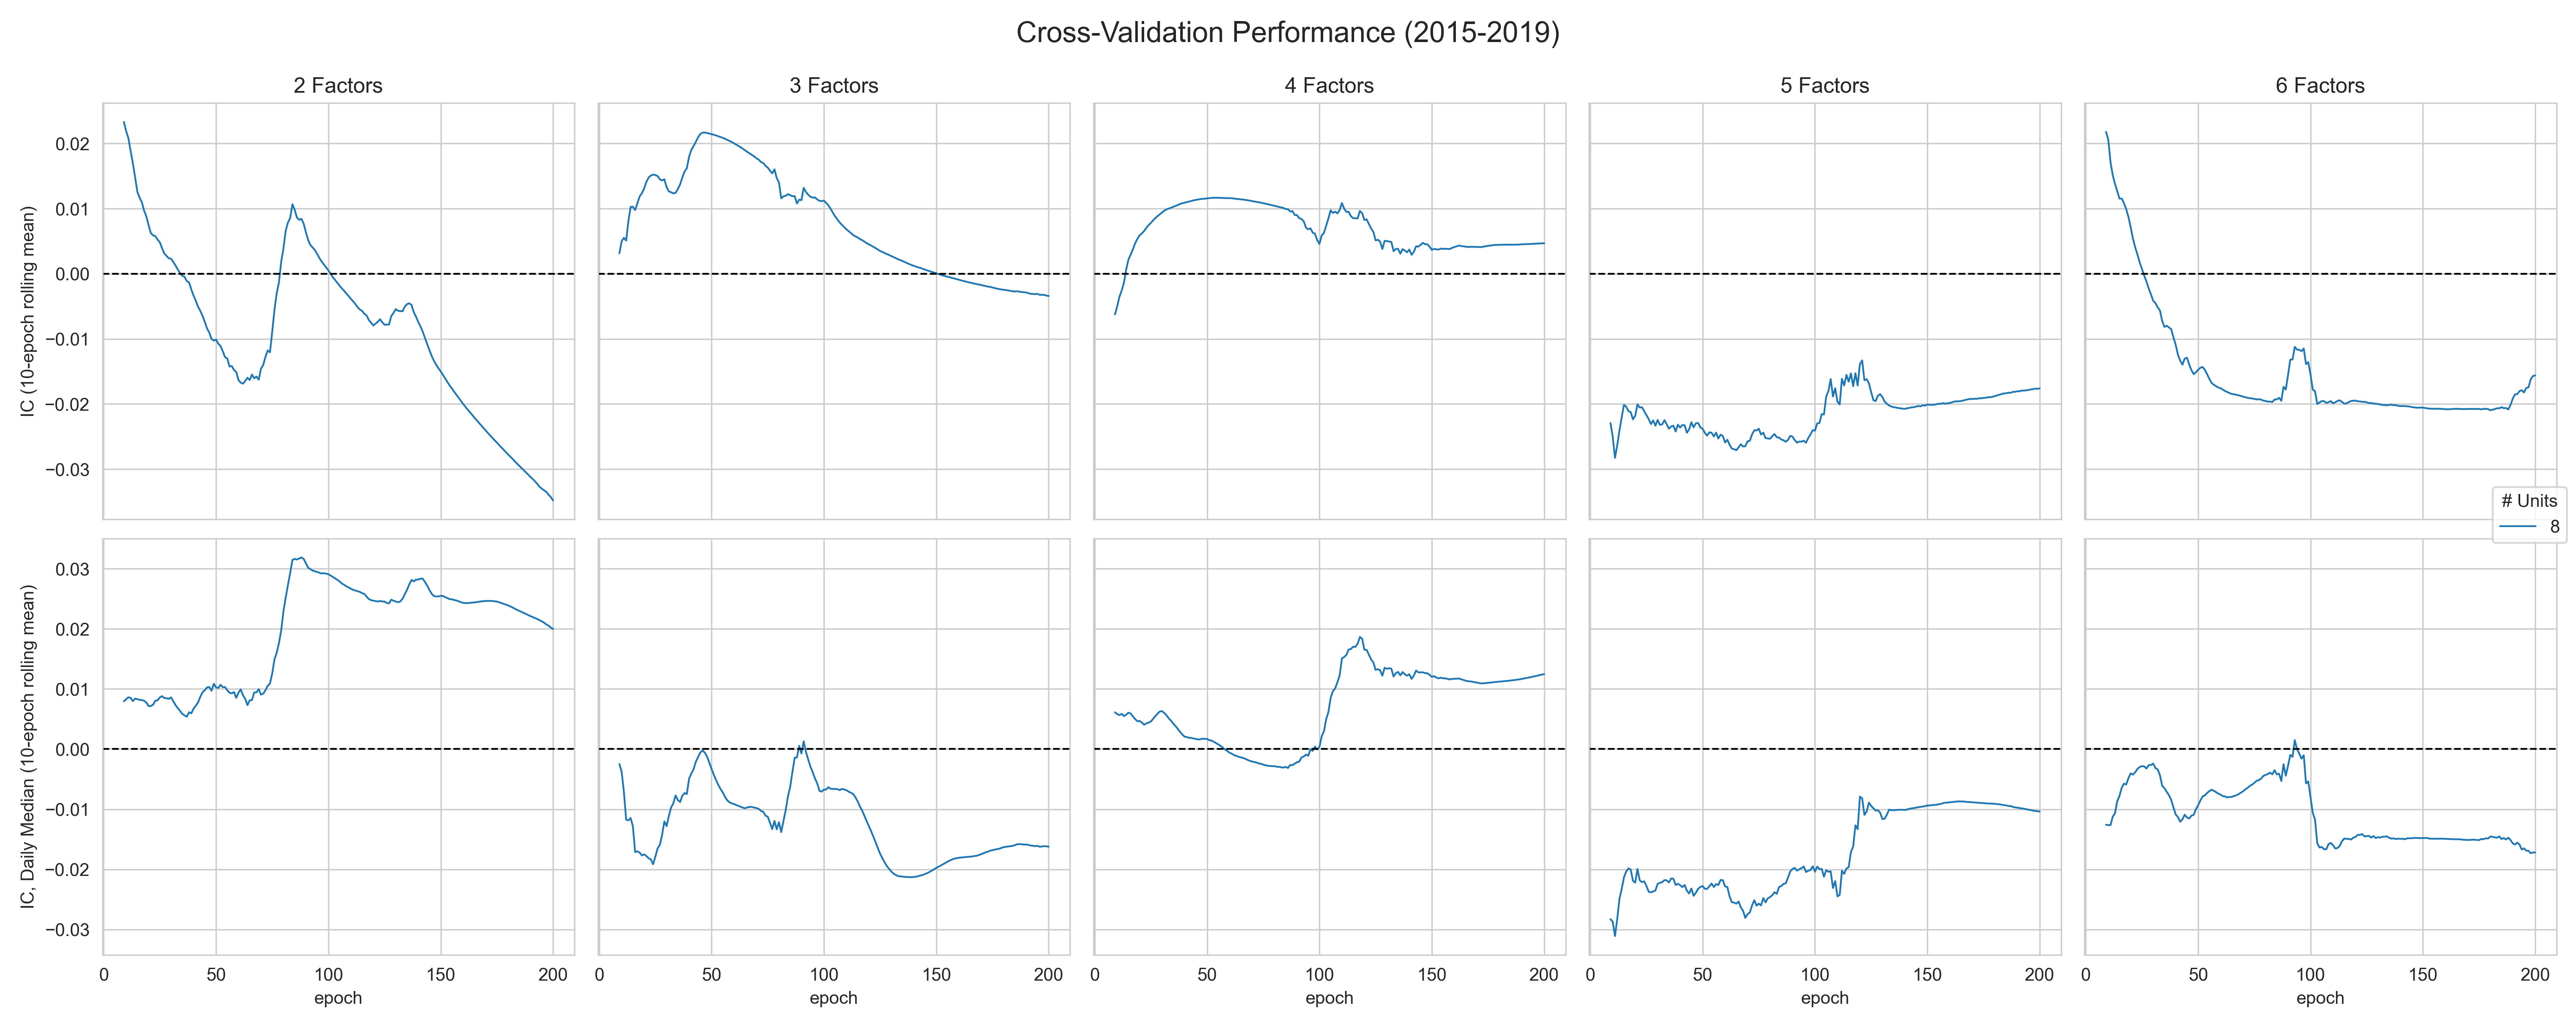 Cross-Validation Performance (2015-2019)
2 Factors
3 Factors
4 Factors
5 Factors
6 Factors
IC (10-epoch rolling mean)
0.02
0.01
0.00
−0.01
−0.02
−0.03
# Units
8
IC, Daily Median (10-epoch rolling mean)
0.03
0.02
0.01
0.00
−0.01
−0.02
−0.03
0 50 100 150 200
0 50 100 150 200
0 50 100 150 200
0 50 100 150 200
0 50 100 150 200
epoch
epoch
epoch
epoch
epoch